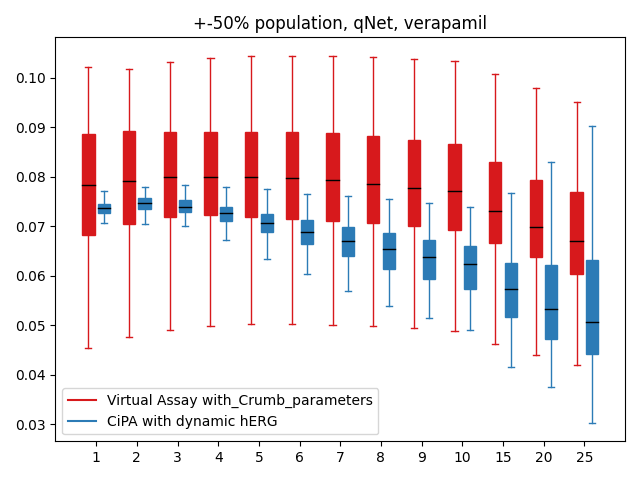 +-50% population, qNet, verapamil
0.10
0.09
0.08
0.07
0.06
0.05
0.04
0.03
Virtual Assay with_Crumb_parameters
CiPA with dynamic hERG
1 2 3 4 5 6 7 8 9 10 15 20 25